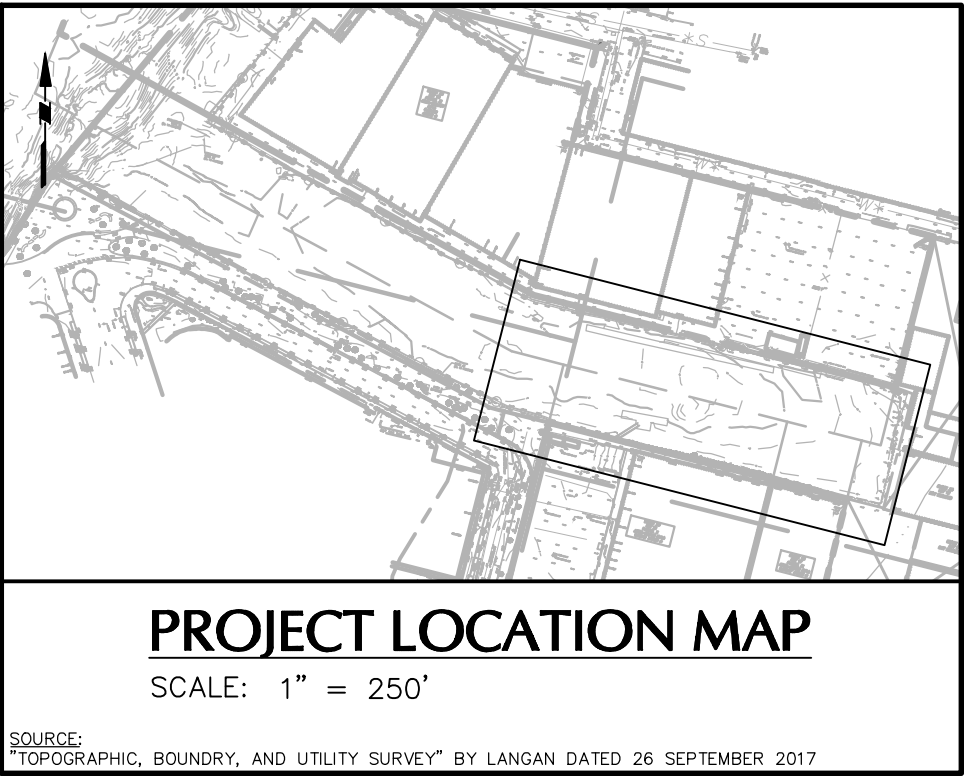 PROJECT LOCATION MAP
SCALE: 1" = 250'
SOURCE:
"TOPOGRAPHIC, BOUNDRY, AND UTILITY SURVEY" BY LANGAN DATED 26 SEPTEMBER 2017